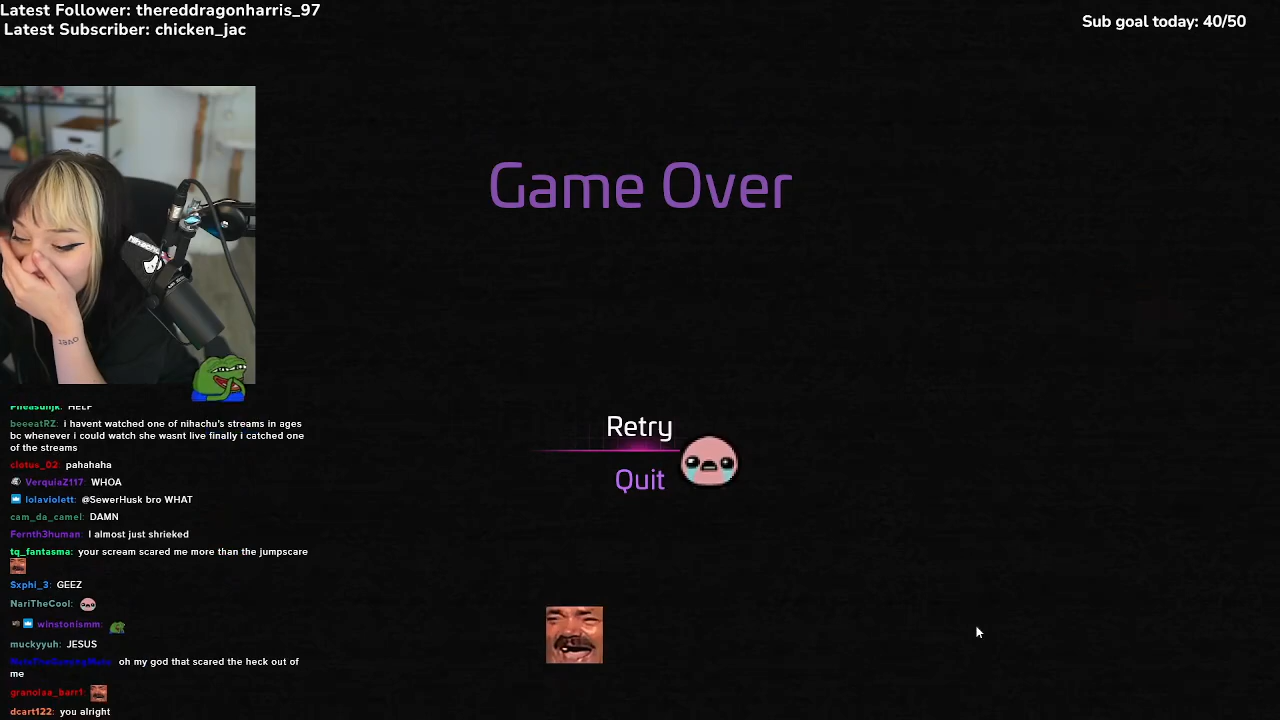 Latest Follower: thereddragonharris_97
Latest Subscriber: chicken_jac
Sub goal today: 40/50
Game Over
Retry
Quit
beeeatRZ: i havent watched one of nihachu's streams in ages
bc whenever i could watch she wasnt live finally i catched one
of the streams
clotus_02: pahahaha
VerquiaZ117: WHOA
lolaviolett: @SewerHusk bro WHAT
cam_da_camel: DAMN
Fernth3human: I almost just shrieked
tq_fantasma: your scream scared me more than the jumpscare
Sxphi_3: GEEZ
NariTheCool:
winstonismm:
muckyyuh: JESUS
oh my god that scared the heck out of
me
granolaa_barr1:
dcart122: you alright